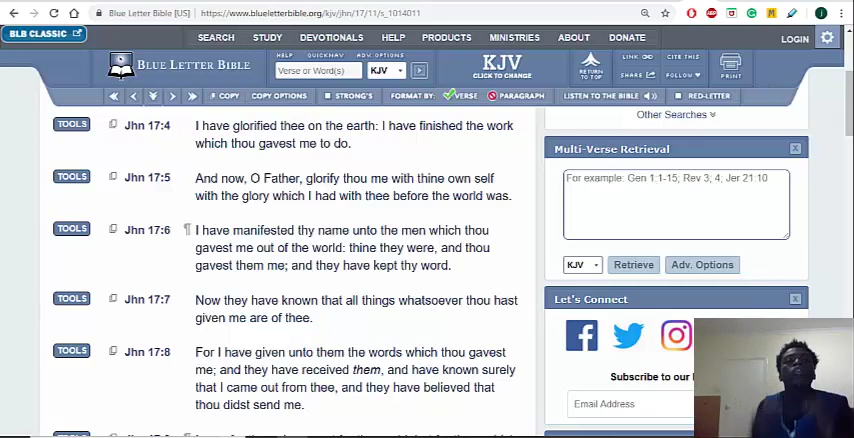 Blue Letter Bible [US] | https://www.blueletterbible.org/kjv/jhn/17/11/s_1014011
BLB CLASSIC
SEARCH STUDY DEVOTIONALS HELP PRODUCTS MINISTRIES ABOUT DONATE LOGIN
BLUE LETTER BIBLE
HELP QUICKNAV ADV. OPTIONS
Verse or Word(s) KJV
KJV
CLICK TO CHANGE
RETURN TO TOP
LINK CITE THIS
SHARE FOLLOW
PRINT
COPY COPY OPTIONS STRONG'S FORMAT BY: VERSE PARAGRAPH LISTEN TO THE BIBLE RED-LETTER
TOOLS Jhn 17:4 I have glorified thee on the earth: I have finished the work
which thou gavest me to do.
TOOLS Jhn 17:5 And now, O Father, glorify thou me with thine own self
with the glory which I had with thee before the world was.
TOOLS Jhn 17:6 ¶ I have manifested thy name unto the men which thou
gavest me out of the world: thine they were, and thou
gavest them me; and they have kept thy word.
TOOLS Jhn 17:7 Now they have known that all things whatsoever thou hast
given me are of thee.
TOOLS Jhn 17:8 For I have given unto them the words which thou gavest
me; and they have received them, and have known surely
that I came out from thee, and they have believed that
thou didst send me.
Other Searches
Multi-Verse Retrieval
For example: Gen 1:1-15; Rev 3; 4; Jer 21:10
KJV Retrieve Adv. Options
Let's Connect
Subscribe to our
Email Address